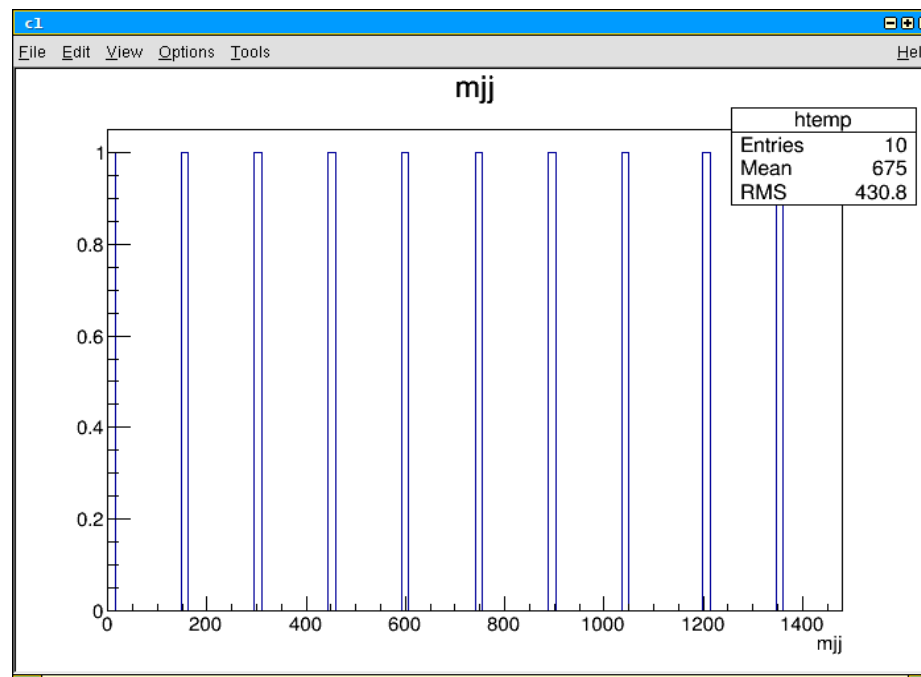 c1
File Edit View Options Tools Hel
mjj
htemp
Entries 10
Mean 675
RMS 430.8
1
0.8
0.6
0.4
0.2
0
0 200 400 600 800 1000 1200 1400
mjj